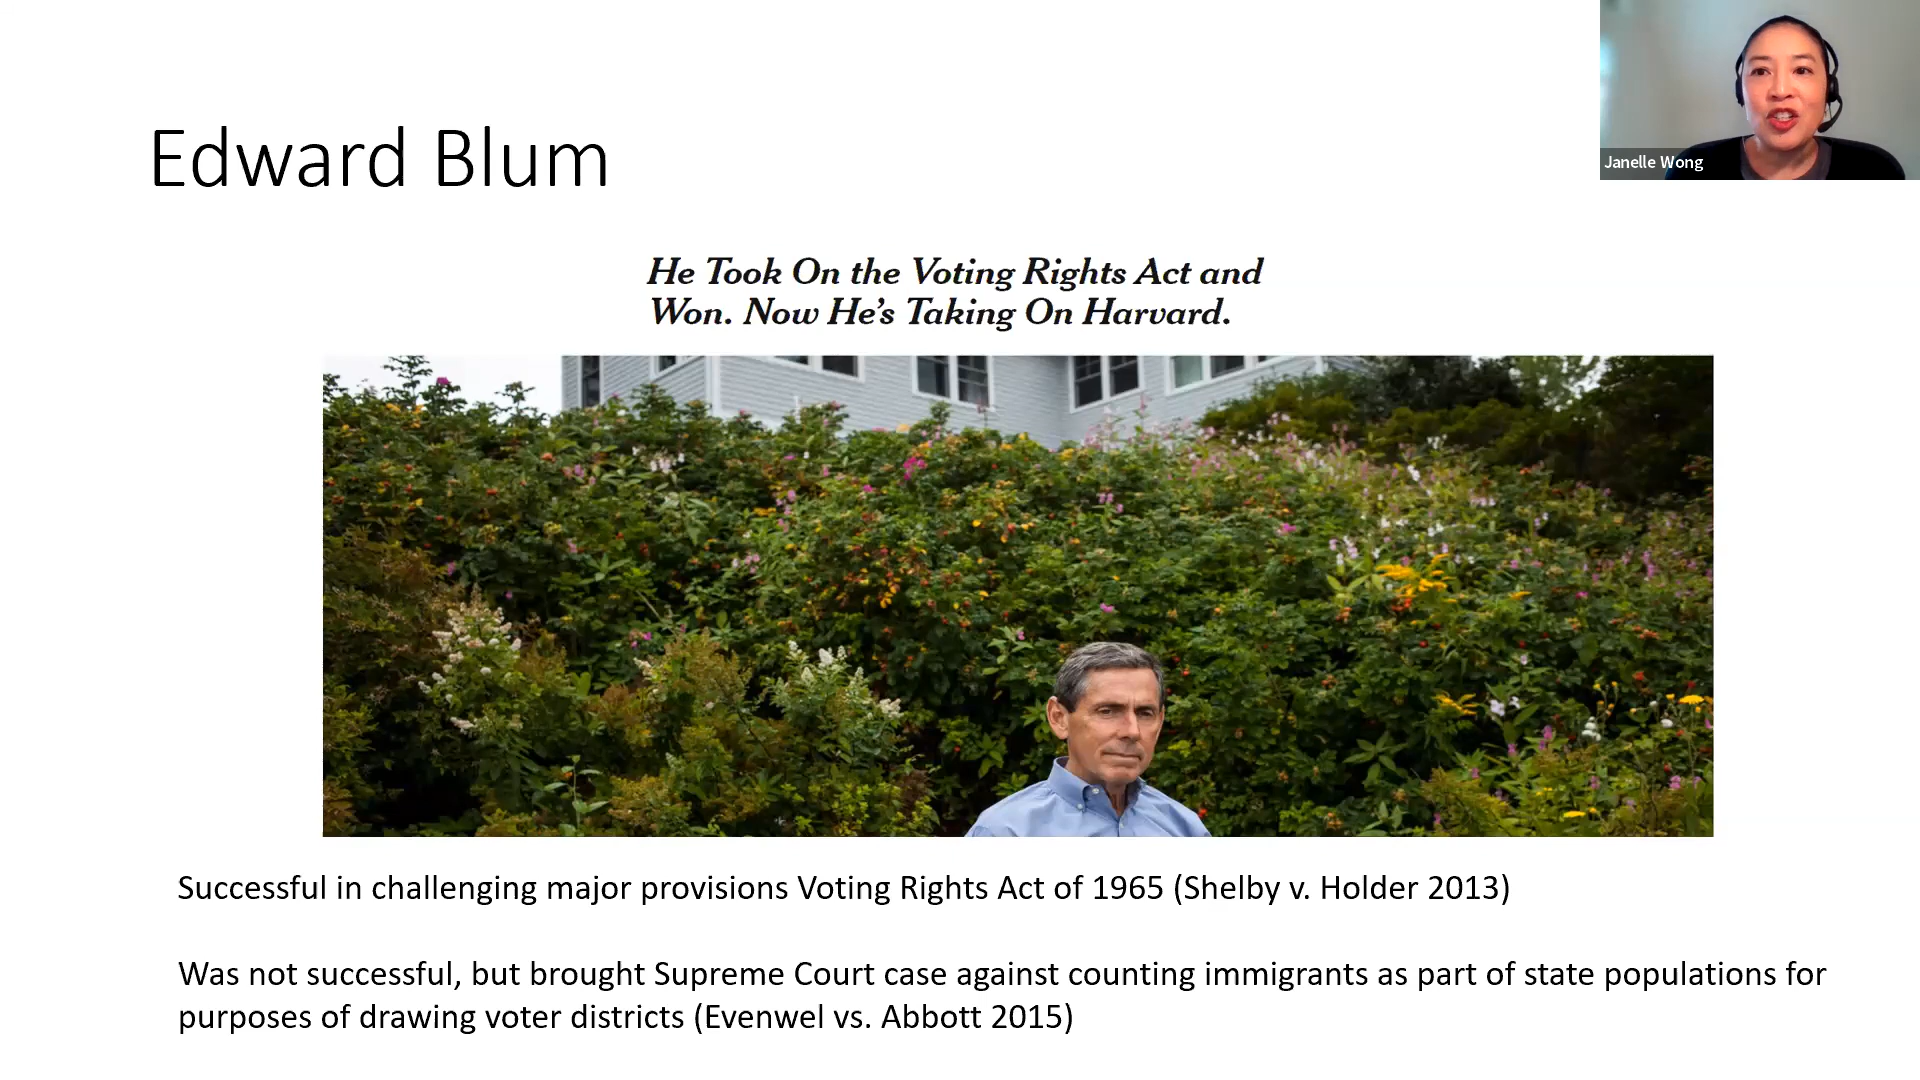 Janelle Wong
Edward Blum
He Took On the Voting Rights Act and
Won. Now He's Taking On Harvard.
Successful in challenging major provisions Voting Rights Act of 1965 (Shelby v. Holder 2013)
Was not successful, but brought Supreme Court case against counting immigrants as part of state populations for
purposes of drawing voter districts (Evenwel vs. Abbott 2015)